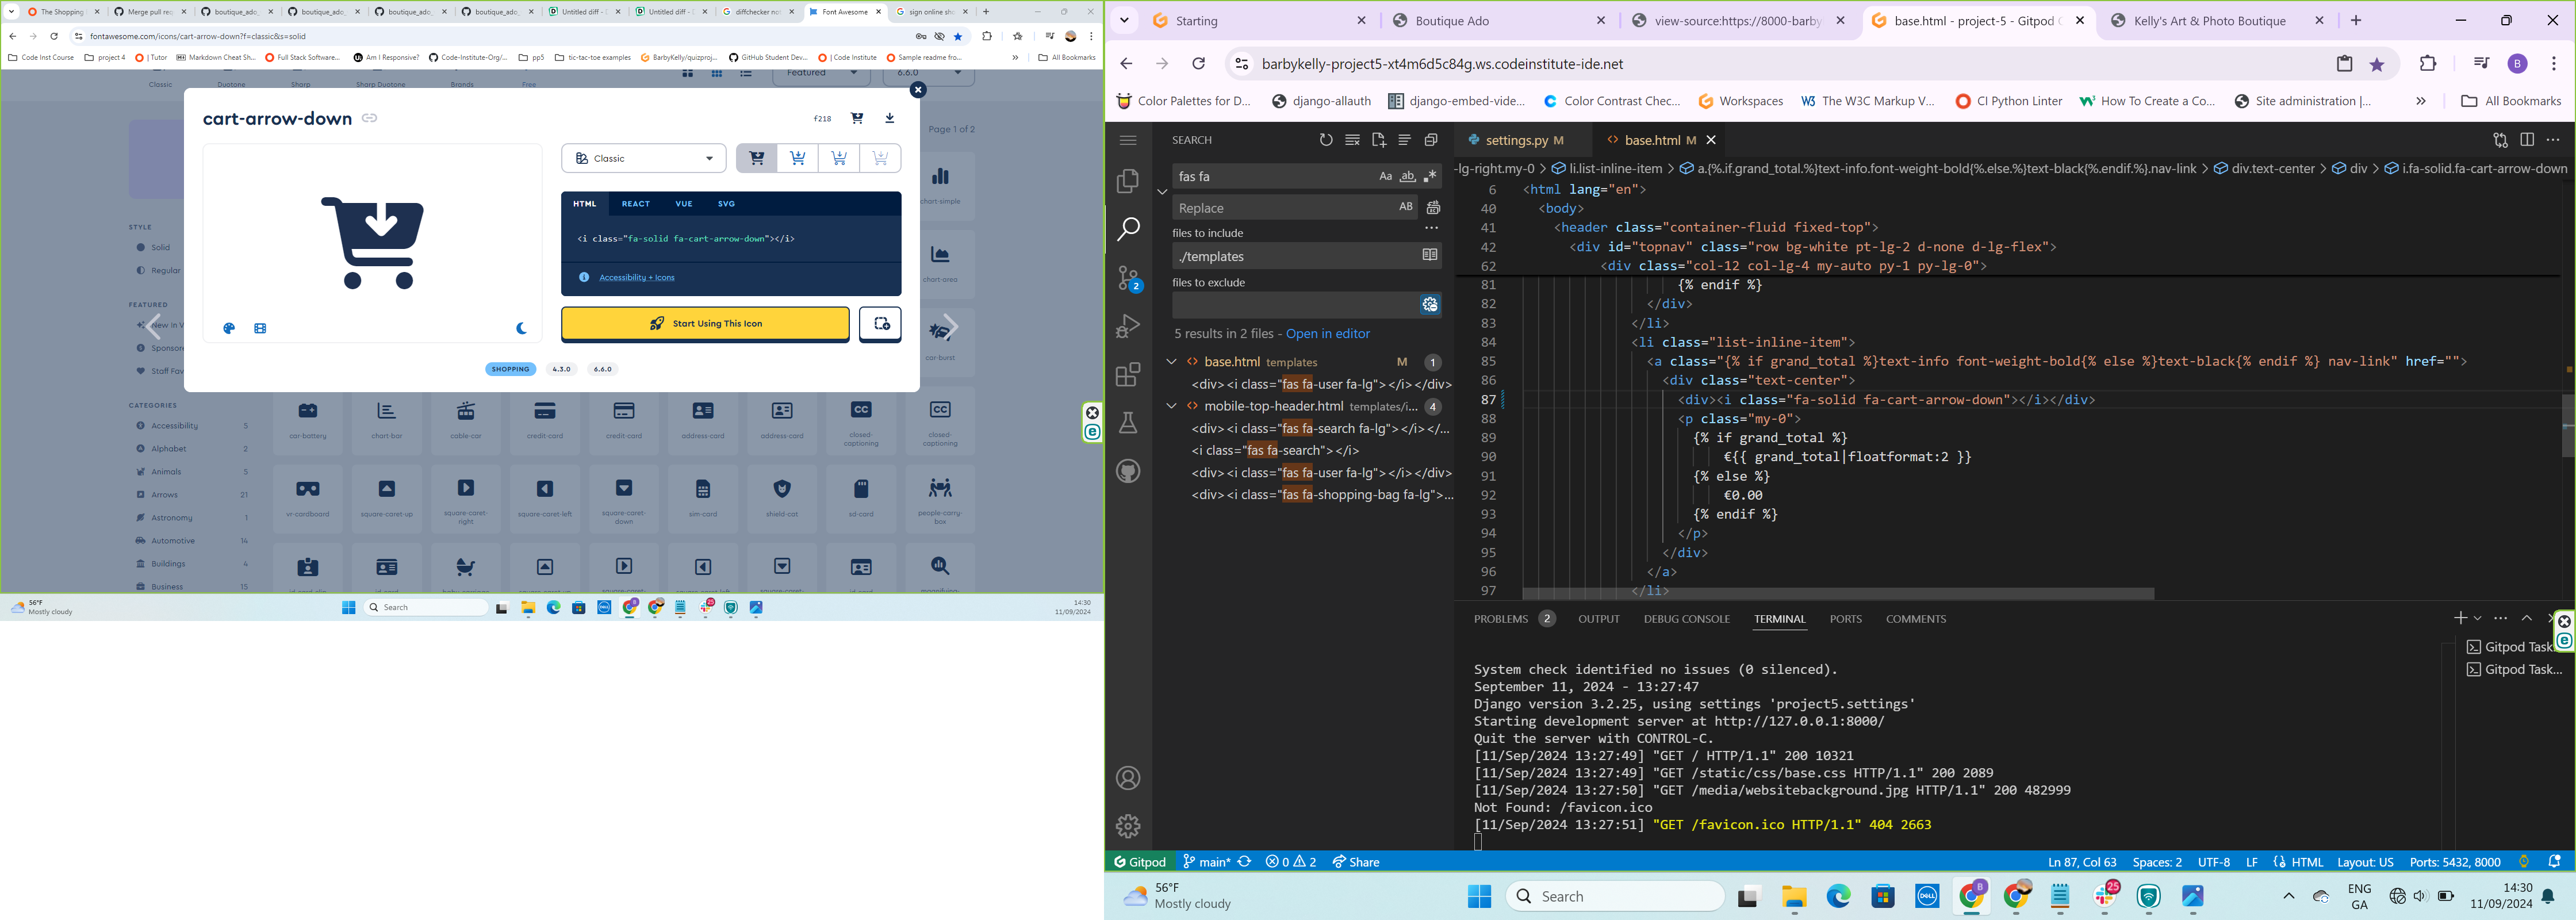 The Shopping
Merge pull req
boutique_ado_
boutique_ado_
boutique_ado_
boutique_ado_
Untitled diff - D
Untitled diff - D
diffchecker no
Font Awesome
sign online sh
fontawesome.com/icons/cart-arrow-down?f=classic&s=solid
Code Inst Course
project 4
| Tutor
Markdown Cheat Sh...
Full Stack Software...
Am I Responsive?
Code-Institute-Org/...
pp5
tic-tac-toe examples
BarbyKelly/quizproj...
GitHub Student Dev...
| Code Institute
Sample readme fro...
All Bookmarks
Classic
Duotone
Sharp
Sharp Duotone
Brands
Free
Featured
6.6.0
cart-arrow-down
f218
Page 1 of 2
Classic
HTML REACT VUE SVG
<i class="fa-solid fa-cart-arrow-down"></i>
Accessibility + Icons
Start Using This Icon
SHOPPING 4.3.0 6.6.0
STYLE
Solid
Regular
FEATURED
New in V
Sponsore
Staff Fav
CATEGORIES
Accessibility 5
Alphabet 2
Animals 5
Arrows 21
Astronomy 1
Automotive 14
Buildings 4
Business 15
chart-simple
chart-area
car-burst
car-battery
chart-bar
cable-car
credit-card
credit-card
address-card
address-card
closed-captioning
closed-captioning
vr-cardboard
square-caret-up
square-caret-right
square-caret-left
square-caret-down
sim-card
shield-cat
sd-card
people-carry-box
56°F
Mostly cloudy
Search
14:30
11/09/2024
Starting
Boutique Ado
view-source:https://8000-barby
base.html - project-5 - Gitpod C
Kelly's Art & Photo Boutique
barbykelly-project5-xt4m6d5c84g.ws.codeinstitute-ide.net
Color Palettes for D...
django-allauth
django-embed-vide...
Color Contrast Chec...
Workspaces
The W3C Markup V...
CI Python Linter
How To Create a Co...
Site administration |...
All Bookmarks
SEARCH
fas fa
Replace
files to include
./templates
files to exclude
5 results in 2 files - Open in editor
base.html templates M 1
<div><i class="fas fa-user fa-lg"></i></div>
mobile-top-header.html templates/i... 4
<div><i class="fas fa-search fa-lg"></i></...
<i class="fas fa-search"></i>
<div><i class="fas fa-user fa-lg"></i></div>
<div><i class="fas fa-shopping-bag fa-lg">...
settings.py M
base.html M
-lg-right.my-0 > li.list-inline-item > a.{%.if.grand_total.%}text-info.font-weight-bold{%.else.%}text-black{%.endif.%}.nav-link > div.text-center > div > i.fa-solid.fa-cart-arrow-down
6 <html lang="en">
40 <body>
41 <header class="container-fluid fixed-top">
42 <div id="topnav" class="row bg-white pt-lg-2 d-none d-lg-flex">
62 <div class="col-12 col-lg-4 my-auto py-1 py-lg-0">
81 {% endif %}
82 </div>
83 </li>
84 <li class="list-inline-item">
85 <a class="{% if grand_total %}text-info font-weight-bold{% else %}text-black{% endif %} nav-link" href="">
86 <div class="text-center">
87 <div><i class="fa-solid fa-cart-arrow-down"></i></div>
88 <p class="my-0">
89 {% if grand_total %}
90 €{{ grand_total|floatformat:2 }}
91 {% else %}
92 €0.00
93 {% endif %}
94 </p>
95 </div>
96 </a>
97 </li>
PROBLEMS 2 OUTPUT DEBUG CONSOLE TERMINAL PORTS COMMENTS
Gitpod Task...
Gitpod Task...
System check identified no issues (0 silenced).
September 11, 2024 - 13:27:47
Django version 3.2.25, using settings 'project5.settings'
Starting development server at http://127.0.0.1:8000/
Quit the server with CONTROL-C.
[11/Sep/2024 13:27:49] "GET / HTTP/1.1" 200 10321
[11/Sep/2024 13:27:49] "GET /static/css/base.css HTTP/1.1" 200 2089
[11/Sep/2024 13:27:50] "GET /media/websitebackground.jpg HTTP/1.1" 200 482999
Not Found: /favicon.ico
[11/Sep/2024 13:27:51] "GET /favicon.ico HTTP/1.1" 404 2663
Gitpod main* 0 2 Share
Ln 87, Col 63 Spaces: 2 UTF-8 LF HTML Layout: US Ports: 5432, 8000
56°F
Mostly cloudy
Search
25
ENG
GA
14:30
11/09/2024